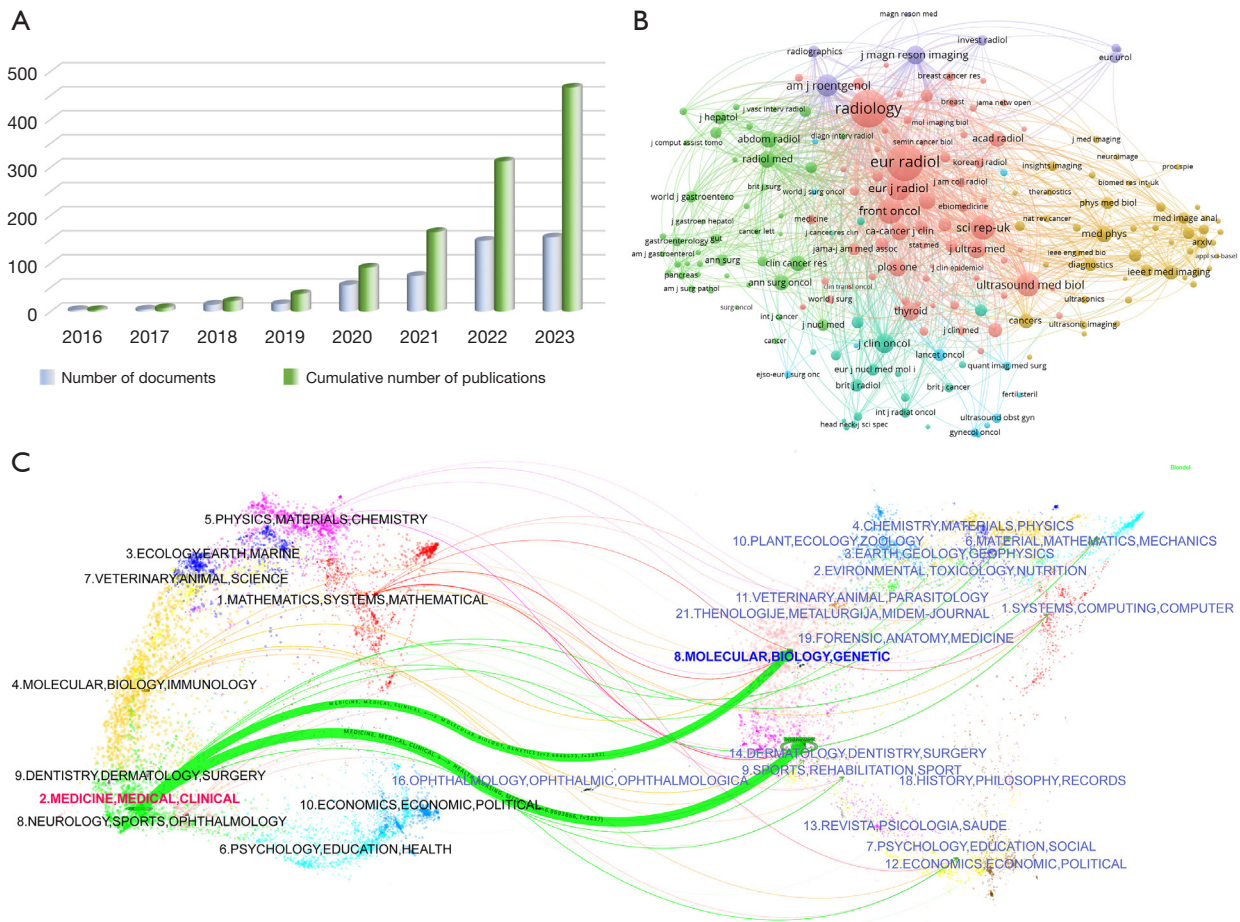 A
500
400
300
200
100
0
2016 2017 2018 2019 2020 2021 2022 2023
Number of documents
Cumulative number of publications
B
magn reson med
radiographics
j magn reson imaging
invest radiol
eur urol
am j roentgenol
breast cancer res
radiology
breast
jama netw open
j vasc interv radiol
j hepatol
mol imaging biol
j comput assist tomo
abdom radiol
diagn interv radiol
semin cancer biol
acad radiol
j med imaging
radiol med
eur radiol
korean j radiol
insights imaging
neuroimage
proc spie
brit j surg
world j surg oncol
eur j radiol
j am coll radiol
theranostics
biomed res int-uk
world j gastroentero
ebiomedicine
phys med biol
j gastroen hepatol
cancer lett
medicine
front oncol
nat rev cancer
med image anal
j cancer res clin
ca-cancer j clin
sci rep-uk
med phys
arxiv
gastroenterology
gut
stat med
am j gastroenterol
ann surg
jama-j am med assoc
j ultras med
ieee eng med bio
appl sci-basel
pancreas
clin cancer res
plos one
j clin epidemiol
diagnostics
ieee t med imaging
am j surg pathol
ann surg oncol
clin transl oncol
ultrasound med biol
surg oncol
world j surg
ultrasonics
int j cancer
thyroid
j nucl med
j clin med
cancers
ultrasonic imaging
cancer
j clin oncol
lancet oncol
quant imag med surg
ejso-eur j surg onc
eur j nucl med mol i
brit j radiol
brit j cancer
fertil steril
int j radiat oncol
ultrasound obst gyn
head neck-j sci spec
gynecol oncol
C
Blondel
5.PHYSICS,MATERIALS,CHEMISTRY
3.ECOLOGY,EARTH,MARINE
7.VETERINARY,ANIMAL,SCIENCE
1.MATHEMATICS,SYSTEMS,MATHEMATICAL
4.MOLECULAR,BIOLOGY,IMMUNOLOGY
9.DENTISTRY,DERMATOLOGY,SURGERY
2.MEDICINE,MEDICAL,CLINICAL
8.NEUROLOGY,SPORTS,OPHTHALMOLOGY
10.ECONOMICS,ECONOMIC,POLITICAL
6.PSYCHOLOGY,EDUCATION,HEALTH
4.CHEMISTRY,MATERIALS,PHYSICS
10.PLANT,ECOLOGY,ZOOLOGY
6.MATERIAL,MATHEMATICS,MECHANICS
3.EARTH,GEOLOGY,GEOPHYSICS
2.EVIRONMENTAL,TOXICOLOGY,NUTRITION
11.VETERINARY,ANIMAL,PARASITOLOGY
21.THENOLOGIJE,METALURGIJA,MIDEM-JOURNAL
1.SYSTEMS,COMPUTING,COMPUTER
19.FORENSIC,ANATOMY,MEDICINE
8.MOLECULAR,BIOLOGY,GENETIC
14.DERMATOLOGY,DENTISTRY,SURGERY
9.SPORTS,REHABILITATION,SPORT
16.OPHTHALMOLOGY,OPHTHALMIC,OPHTHALMOLOGICA
18.HISTORY,PHILOSOPHY,RECORDS
13.REVISTA,PSICOLOGIA,SAUDE
7.PSYCHOLOGY,EDUCATION,SOCIAL
12.ECONOMICS,ECONOMIC,POLITICAL